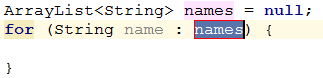 ArrayList<String> names = null;
for (String name : names) {
}